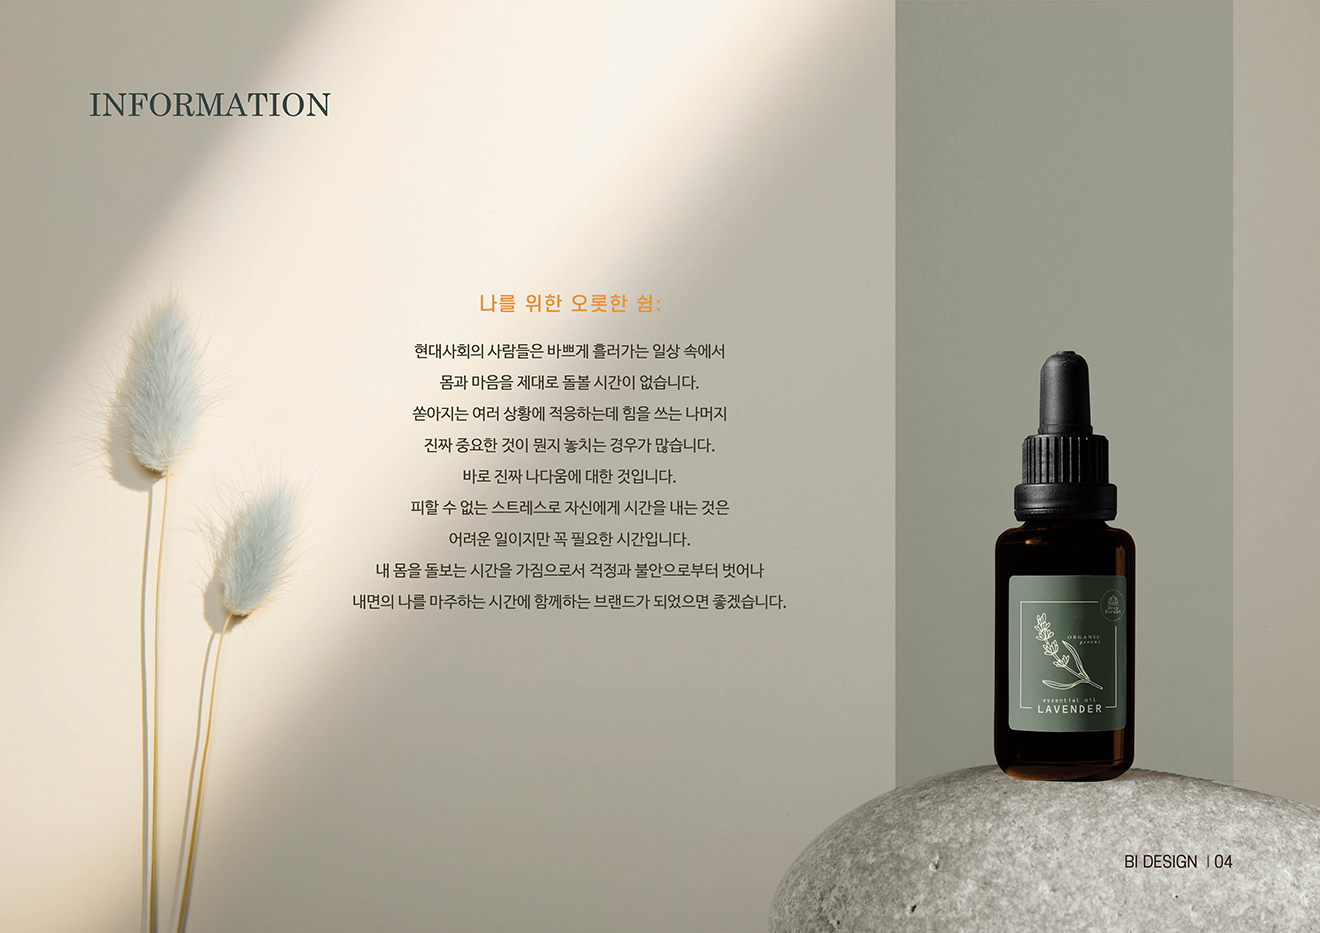 INFORMATION
나를 위한 오롯한 쉼:
현대사회의 사람들은 바쁘게 흘러가는 일상 속에서
몸과 마음을 제대로 돌볼 시간이 없습니다.
쏟아지는 여러 상황에 적응하는데 힘을 쓰는 나머지
진짜 중요한 것이 뭔지 놓치는 경우가 많습니다.
바로 진짜 나다움에 대한 것입니다.
피할 수 없는 스트레스로 자신에게 시간을 내는 것은
어려운 일이지만 꼭 필요한 시간입니다.
내 몸을 돌보는 시간을 가짐으로서 걱정과 불안으로부터 벗어나
내면의 나를 마주하는 시간에 함께하는 브랜드가 되었으면 좋겠습니다.
ORGANIC
greens
essential oil
LAVENDER
BI DESIGN | 04